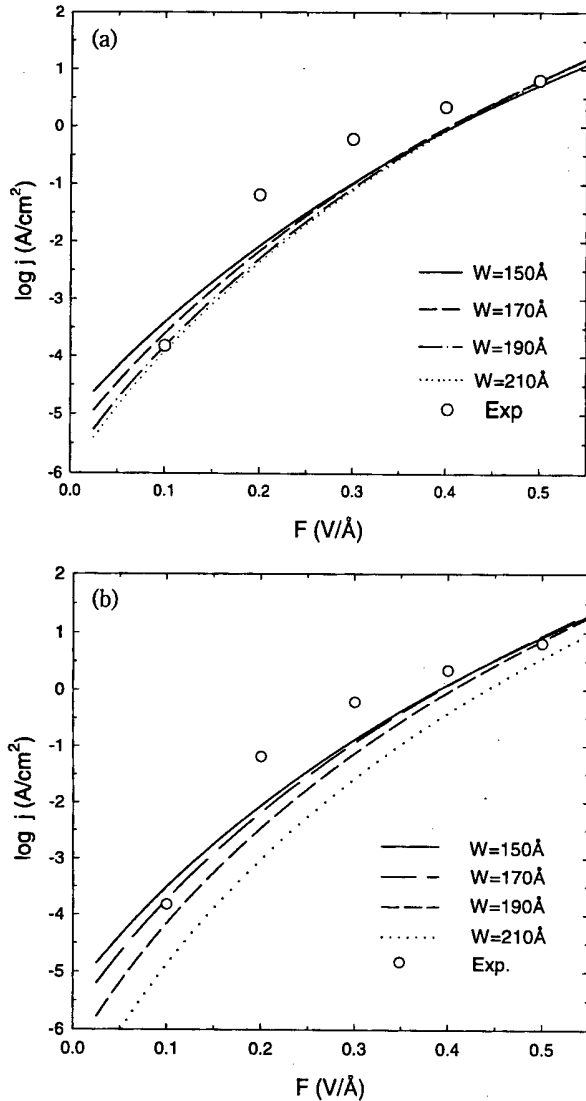 (a)
2
1
0
-1
-2
-3
-4
-5
-6
log j (A/cm²)
W=150Å
W=170Å
W=190Å
W=210Å
Exp
0.0 0.1 0.2 0.3 0.4 0.5
F (V/Å)
(b)
2
1
0
-1
-2
-3
-4
-5
-6
log j (A/cm²)
W=150Å
W=170Å
W=190Å
W=210Å
Exp.
0.0 0.1 0.2 0.3 0.4 0.5
F (V/Å)